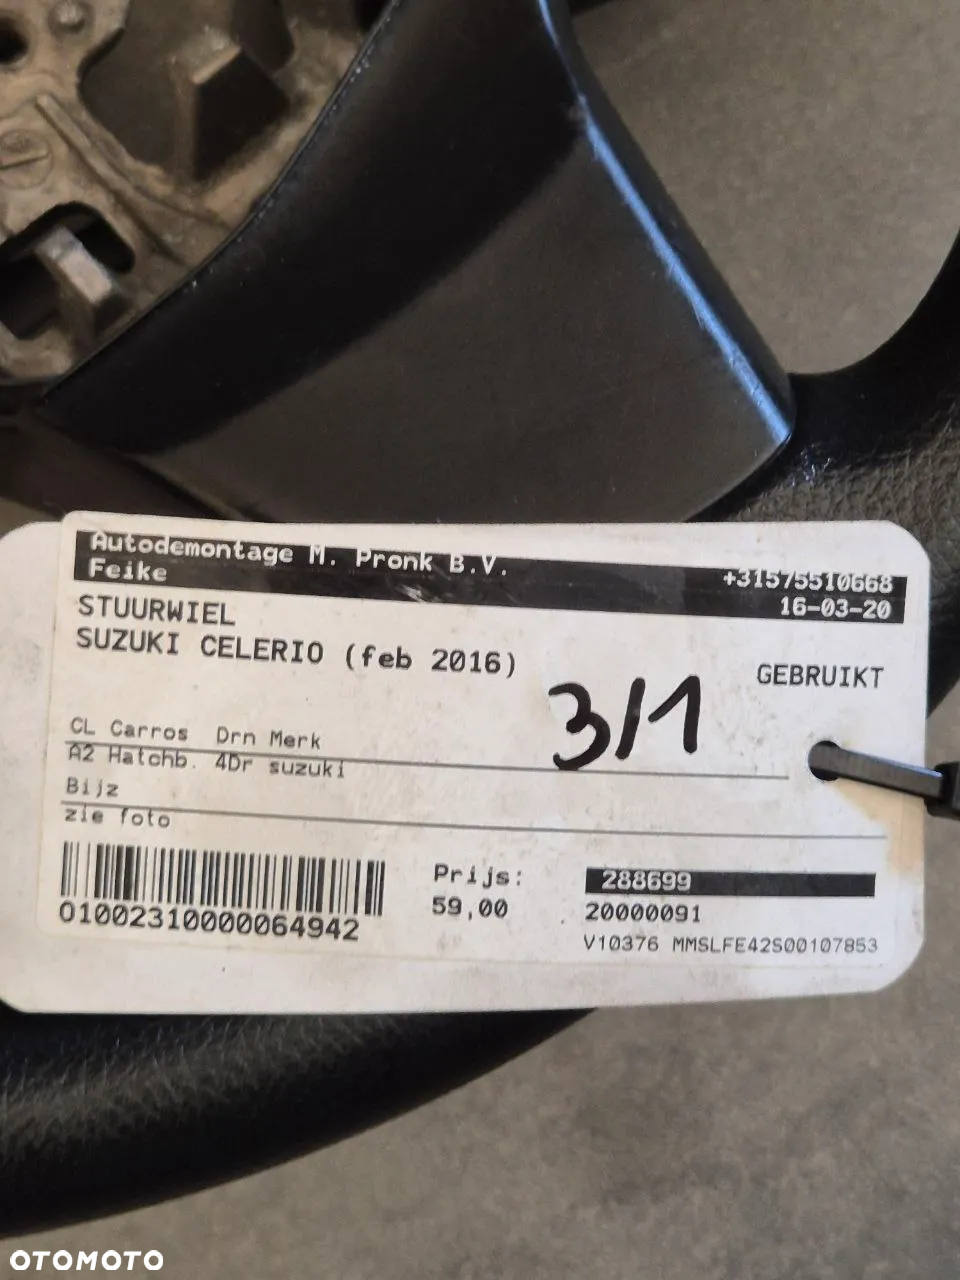 Autodemontage M. Pronk B.V.
Feike
+31575510668
16-03-20
STUURWIEL
SUZUKI CELERIO (feb 2016)
GEBRUIKT
3/1
CL Carros Drn Merk
A2 Hatchb. 4Dr suzuki
Bijz
zie foto
01002310000064942
Prijs:
59,00
288699
20000091
V10376 MMSLFE42S00107853
OTOMOTO